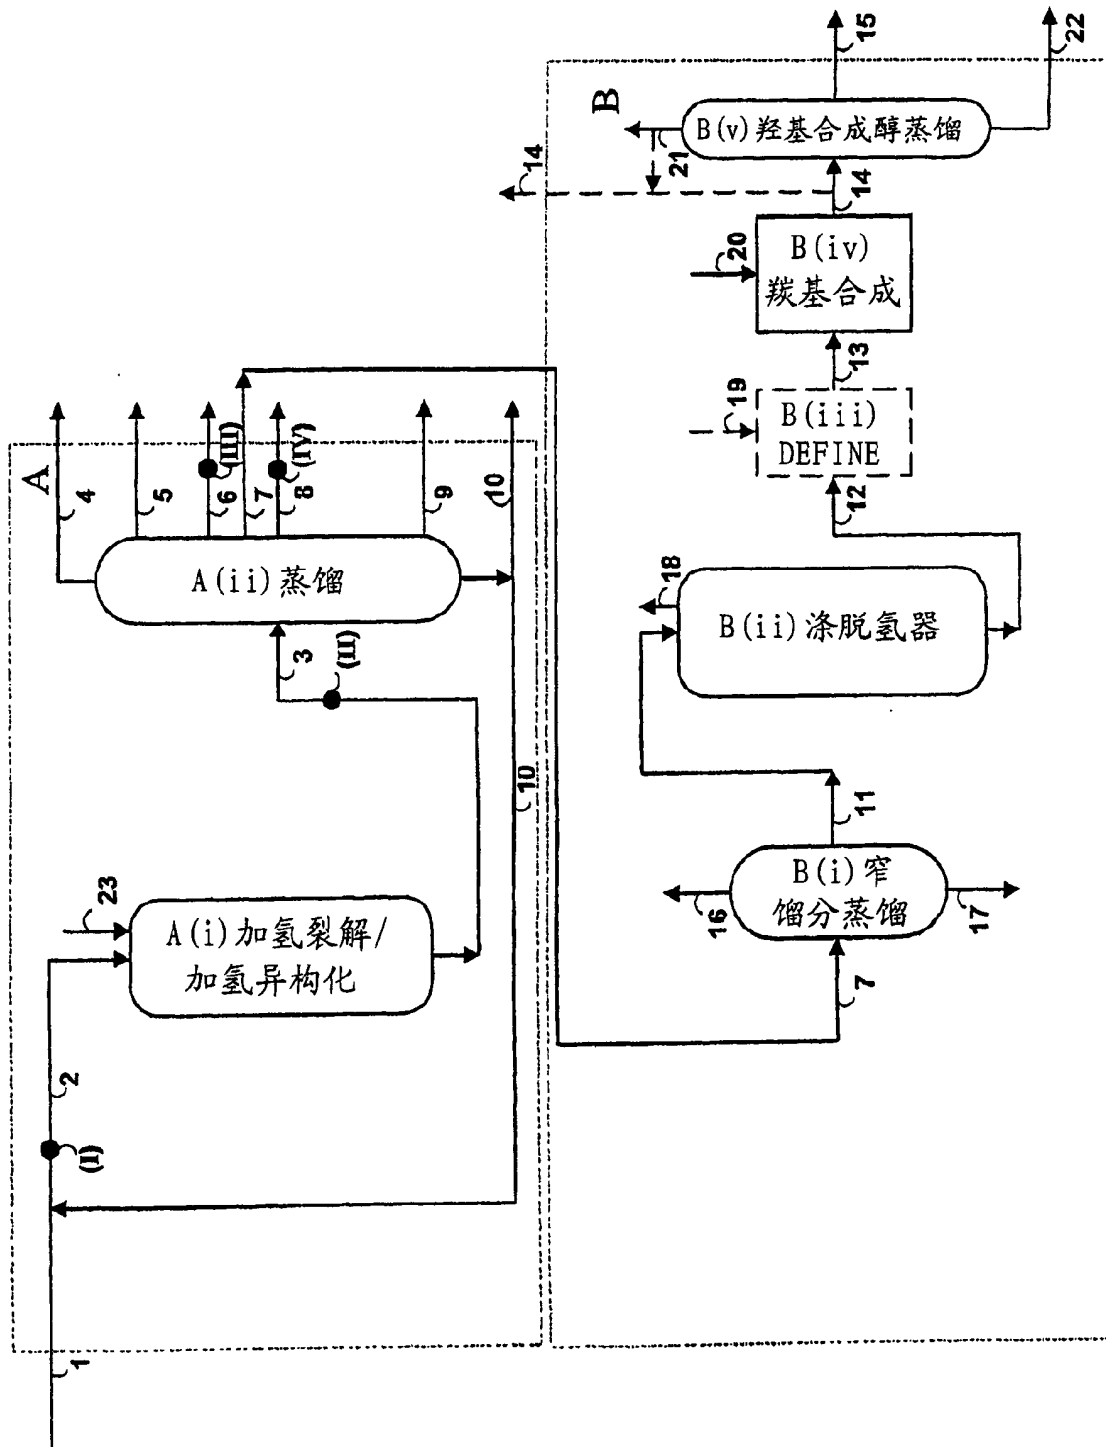 A
B
1
2
(I)
23
A(i)加氢裂解/
加氢异构化
3
(II)
A(ii)蒸馏
4
5
6
(III)
7
8
(IV)
9
10
10
7
B(i)窄
馏分蒸馏
16
17
11
B(ii)涤脱氢器
18
12
B(iii)
DEFINE
19
13
B(iv)
羰基合成
20
14
14
B(v)羟基合成醇蒸馏
21
15
22